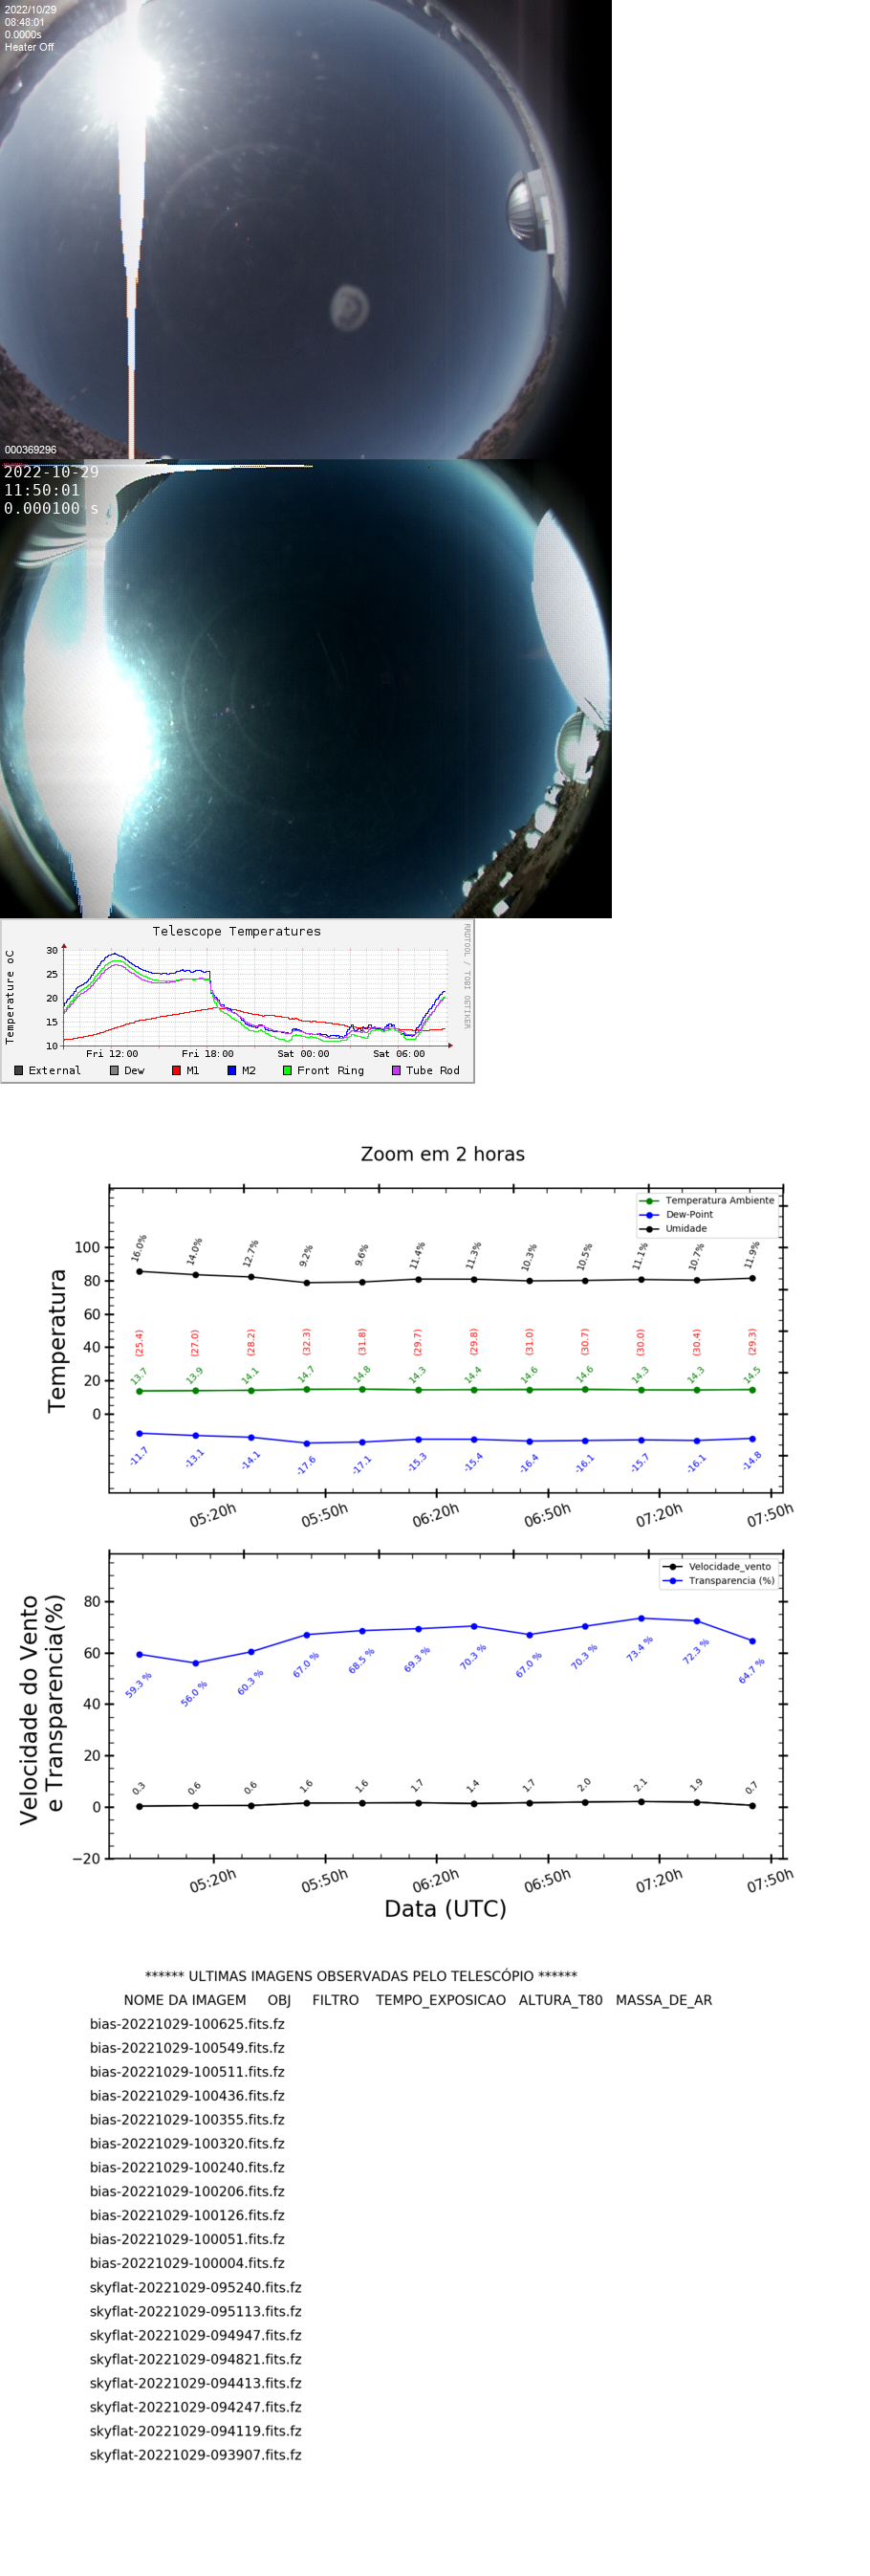 2022/10/29
08:48:01
0.0000s
Heater Off
000369296
2022-10-29
11:50:01
0.000100 s
Telescope Temperatures
RRDTOOL / TOBI OETIKER
Temperature oC
30
25
20
15
10
Fri 12:00 Fri 18:00 Sat 00:00 Sat 06:00
External Dew M1 M2 Front Ring Tube Rod
Zoom em 2 horas
Temperatura
Temperatura Ambiente
Dew-Point
Umidade
100
80
60
40
20
0
16.0% 14.0% 12.7% 9.2% 9.6% 11.4% 11.3% 10.3% 10.5% 11.1% 10.7% 11.9%
(25.4) (27.0) (28.2) (32.3) (31.8) (29.7) (29.8) (31.0) (30.7) (30.0) (30.4) (29.3)
13.7 13.9 14.1 14.7 14.8 14.3 14.4 14.6 14.6 14.3 14.3 14.5
-11.7 -13.1 -14.1 -17.6 -17.1 -15.3 -15.4 -16.4 -16.1 -15.7 -16.1 -14.8
05:20h 05:50h 06:20h 06:50h 07:20h 07:50h
Velocidade do Vento
e Transparencia(%)
Velocidade_vento
Transparencia (%)
80
60
40
20
0
−20
59.3 % 56.0 % 60.3 % 67.0 % 68.5 % 69.3 % 70.3 % 67.0 % 70.3 % 73.4 % 72.3 % 64.7 %
0.3 0.6 0.6 1.6 1.6 1.7 1.4 1.7 2.0 2.1 1.9 0.7
05:20h 05:50h 06:20h 06:50h 07:20h 07:50h
Data (UTC)
****** ULTIMAS IMAGENS OBSERVADAS PELO TELESCÓPIO ******
NOME DA IMAGEM OBJ FILTRO TEMPO_EXPOSICAO ALTURA_T80 MASSA_DE_AR
bias-20221029-100625.fits.fz
bias-20221029-100549.fits.fz
bias-20221029-100511.fits.fz
bias-20221029-100436.fits.fz
bias-20221029-100355.fits.fz
bias-20221029-100320.fits.fz
bias-20221029-100240.fits.fz
bias-20221029-100206.fits.fz
bias-20221029-100126.fits.fz
bias-20221029-100051.fits.fz
bias-20221029-100004.fits.fz
skyflat-20221029-095240.fits.fz
skyflat-20221029-095113.fits.fz
skyflat-20221029-094947.fits.fz
skyflat-20221029-094821.fits.fz
skyflat-20221029-094413.fits.fz
skyflat-20221029-094247.fits.fz
skyflat-20221029-094119.fits.fz
skyflat-20221029-093907.fits.fz